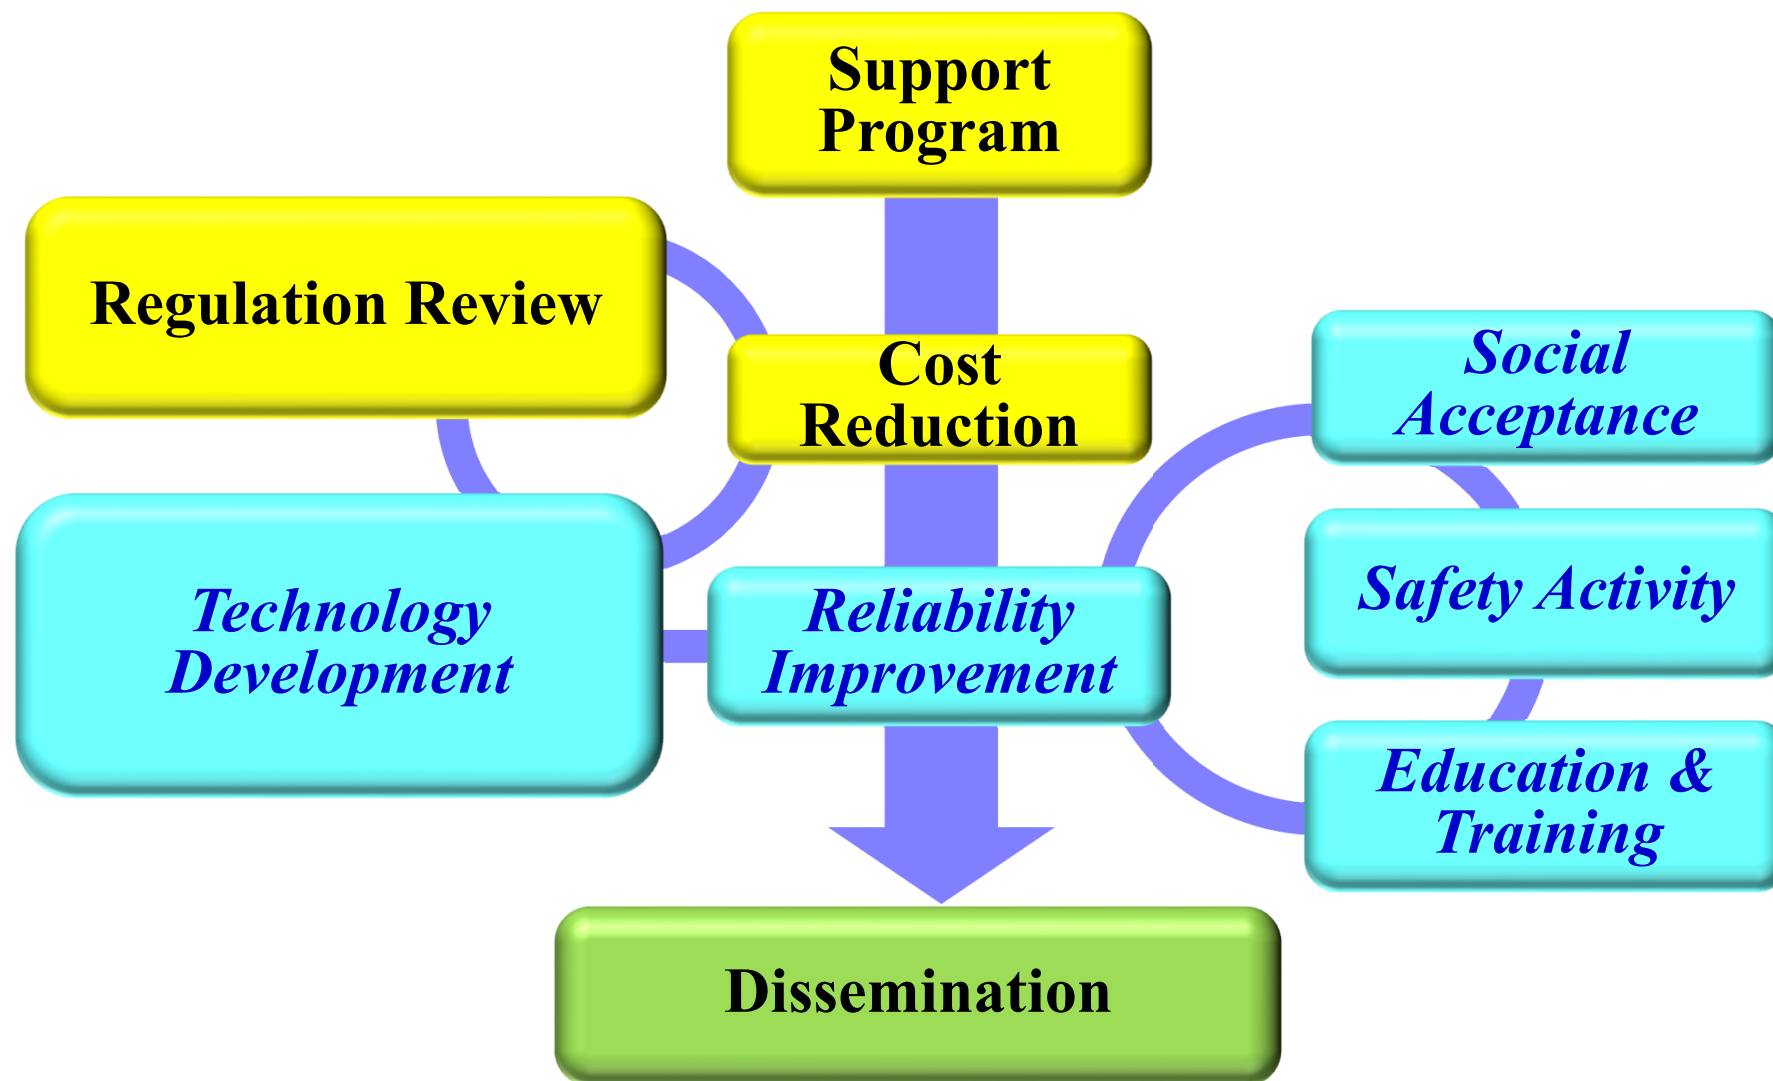 Support
Program
Regulation Review
Cost
Reduction
Social
Acceptance
Technology
Development
Reliability
Improvement
Safety Activity
Education &
Training
Dissemination